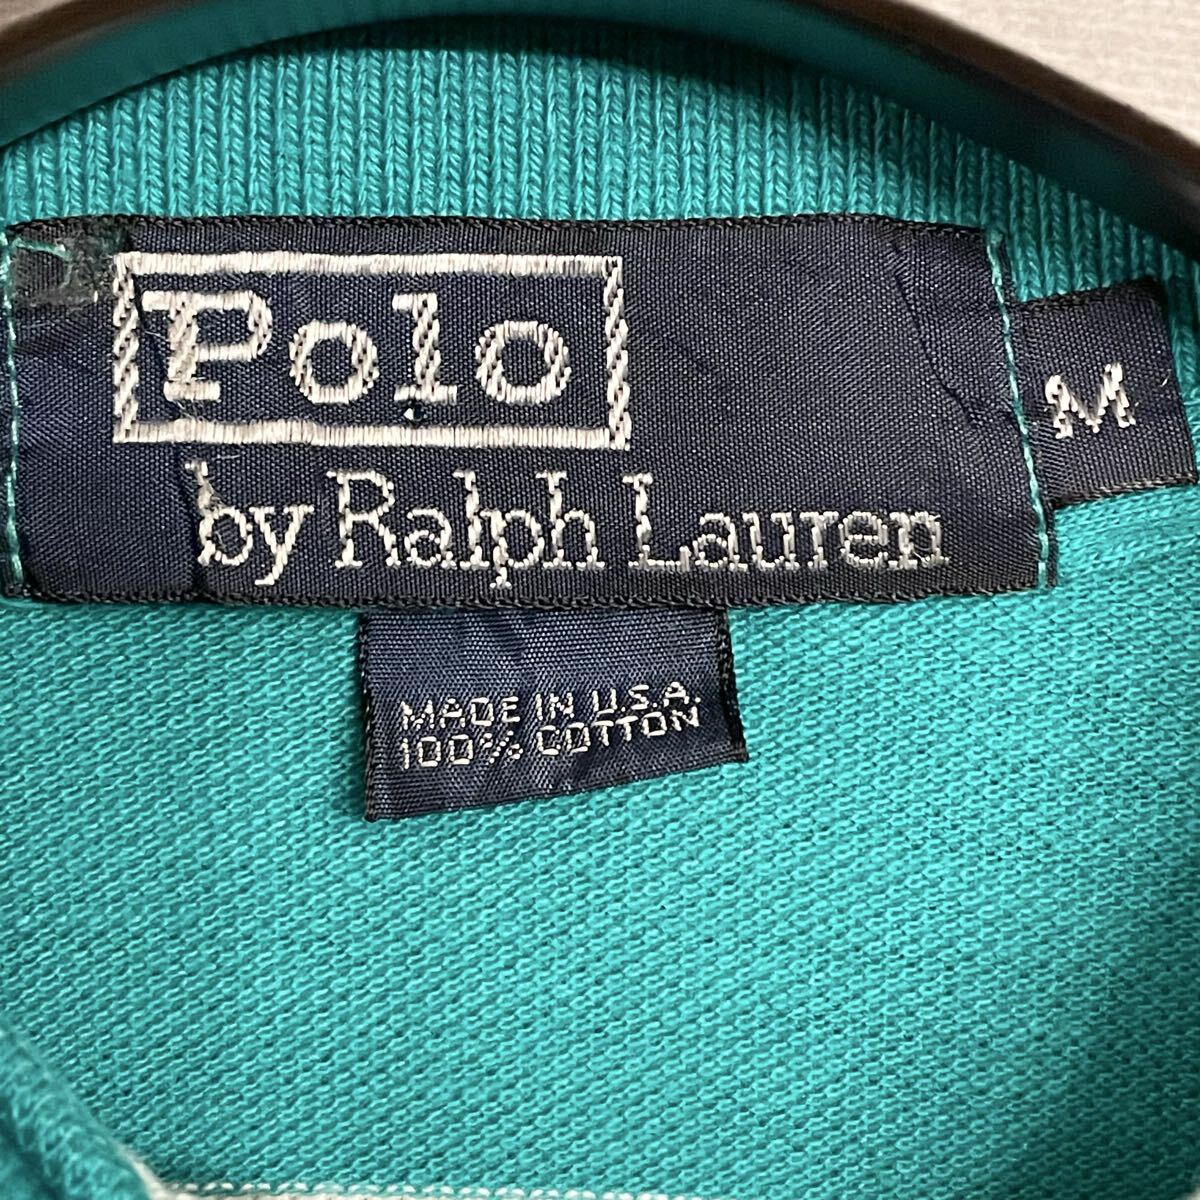 Polo
by Ralph Lauren
M
MADE IN U.S.A.
100% COTTON